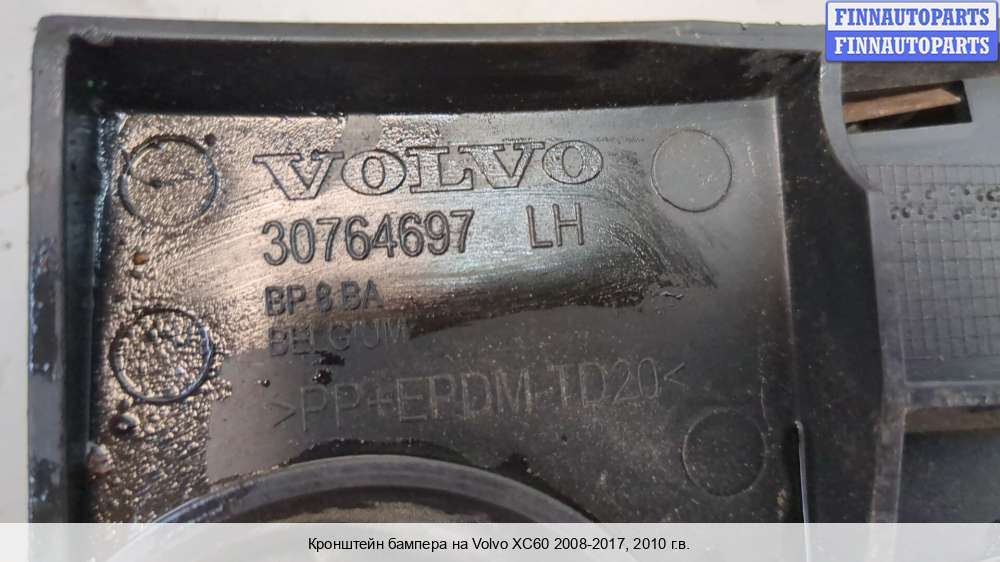 FINNAUTOPARTS
FINNAUTOPARTS
VOLVO
30764697 LH
BP 8 BA
BELGIUM
>PP+EPDM-TD20<
Кронштейн бампера на Volvo XC60 2008-2017, 2010 г.в.